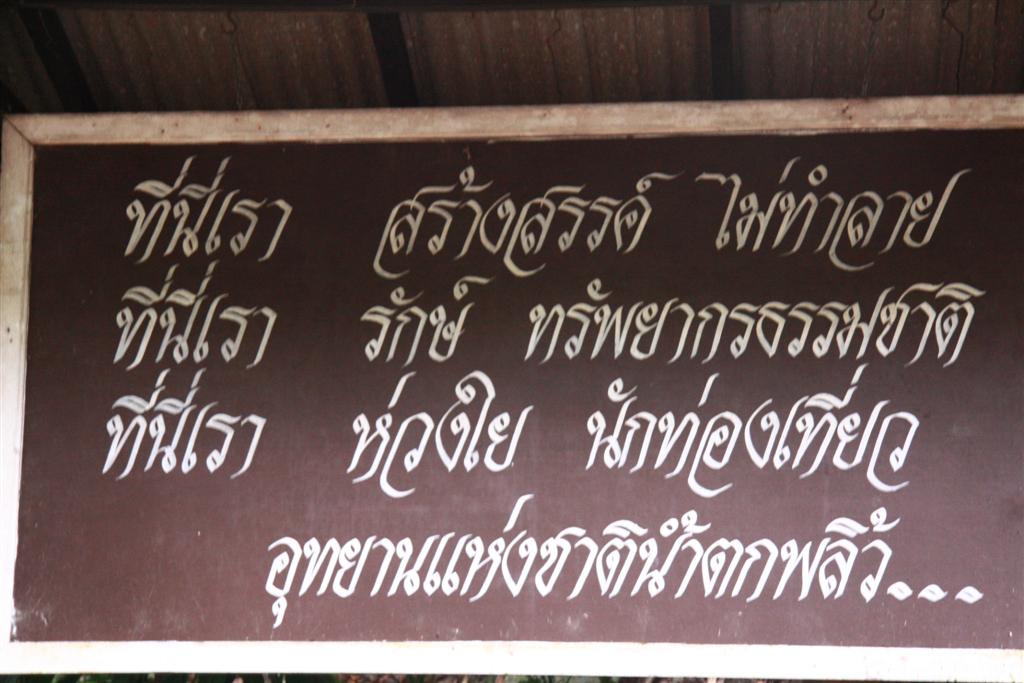 ที่นี่เรา สร้างสรรค์ ไม่ทำลาย
ที่นี่เรา รักษ์ ทรัพยากรธรรมชาติ
ที่นี่เรา ห่วงใย นักท่องเที่ยว
อุทยานแห่งชาติน้ำตกพลิ้ว...